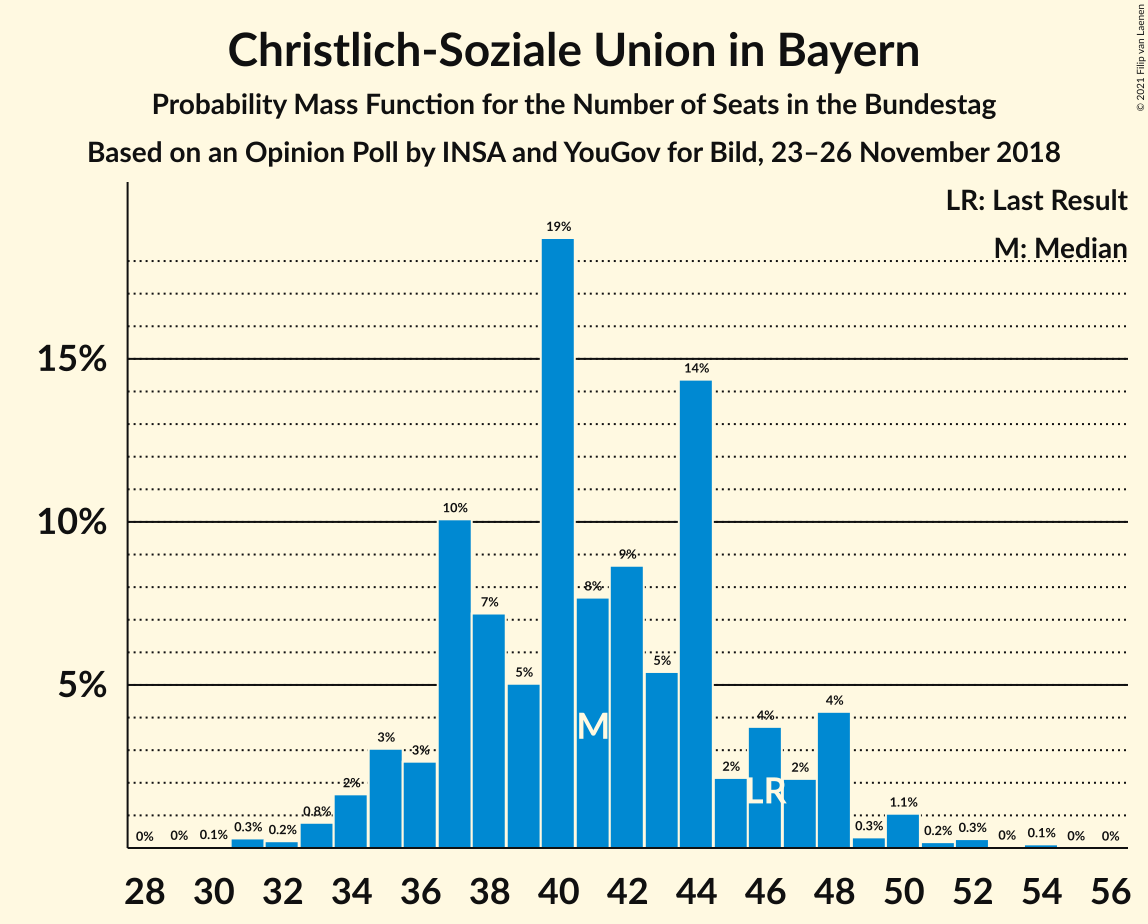 Christlich-Soziale Union in Bayern
Probability Mass Function for the Number of Seats in the Bundestag
Based on an Opinion Poll by INSA and YouGov for Bild, 23–26 November 2018
© 2021 Filip van Laenen
LR: Last Result
M: Median
15%
10%
5%
0% 0% 0.1% 0.3% 0.2% 0.8% 2% 3% 3% 10% 7% 5% 19% 8% 9% 5% 14% 2% 4% 2% 4% 0.3% 1.1% 0.2% 0.3% 0% 0.1% 0% 0%
M
LR
28 30 32 34 36 38 40 42 44 46 48 50 52 54 56